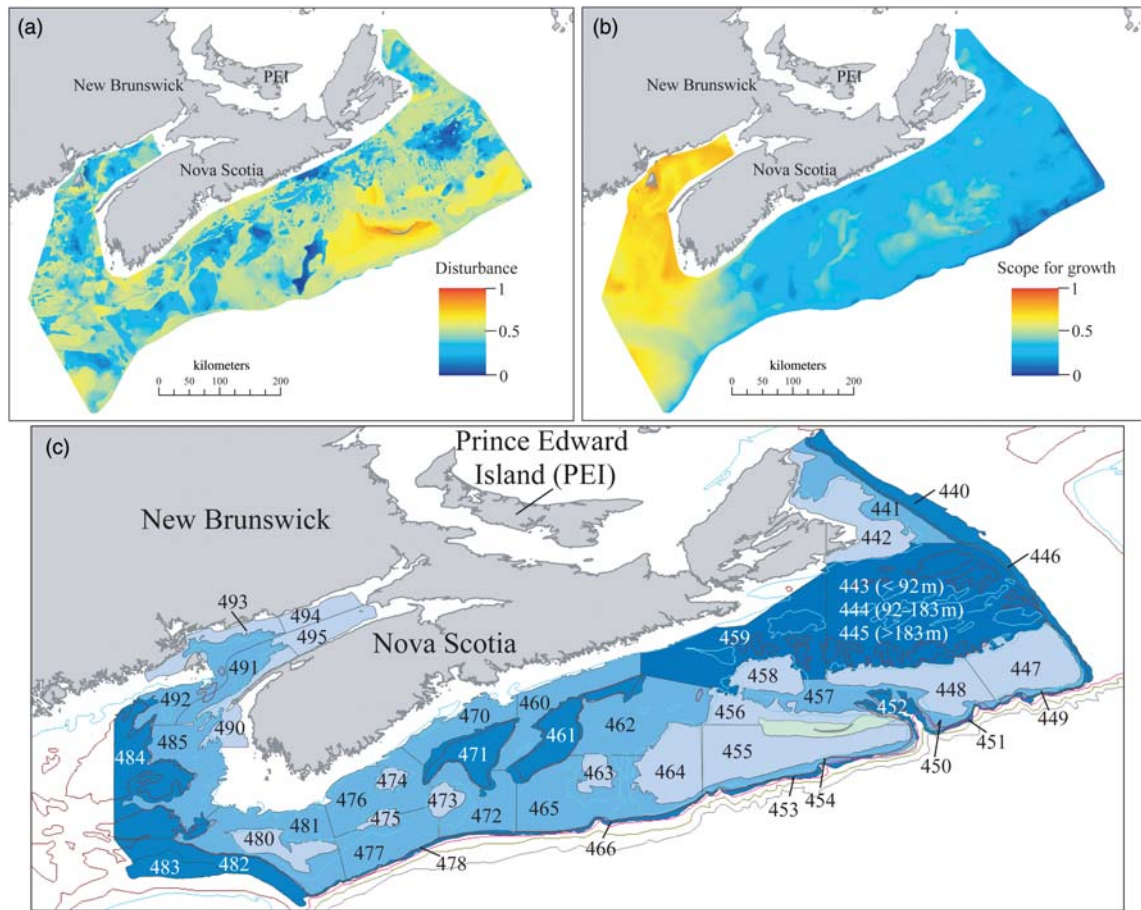 (a)
New Brunswick
PEI
Nova Scotia
Disturbance
1
0.5
0
kilometers
0 50 100 200
(b)
New Brunswick
PEI
Nova Scotia
Scope for growth
1
0.5
0
kilometers
0 50 100 200
(c)
Prince Edward
Island (PEI)
New Brunswick
Nova Scotia
440
441
442
446
443 (< 92 m)
444 (92–183 m)
445 (>183 m)
493
494
495
459
491
458
447
492
470
460
462
457
448
452
490
461
456
449
484
485
471
455
451
450
474
463
464
476
473
454
475
472
465
453
480
481
466
477
478
483
482